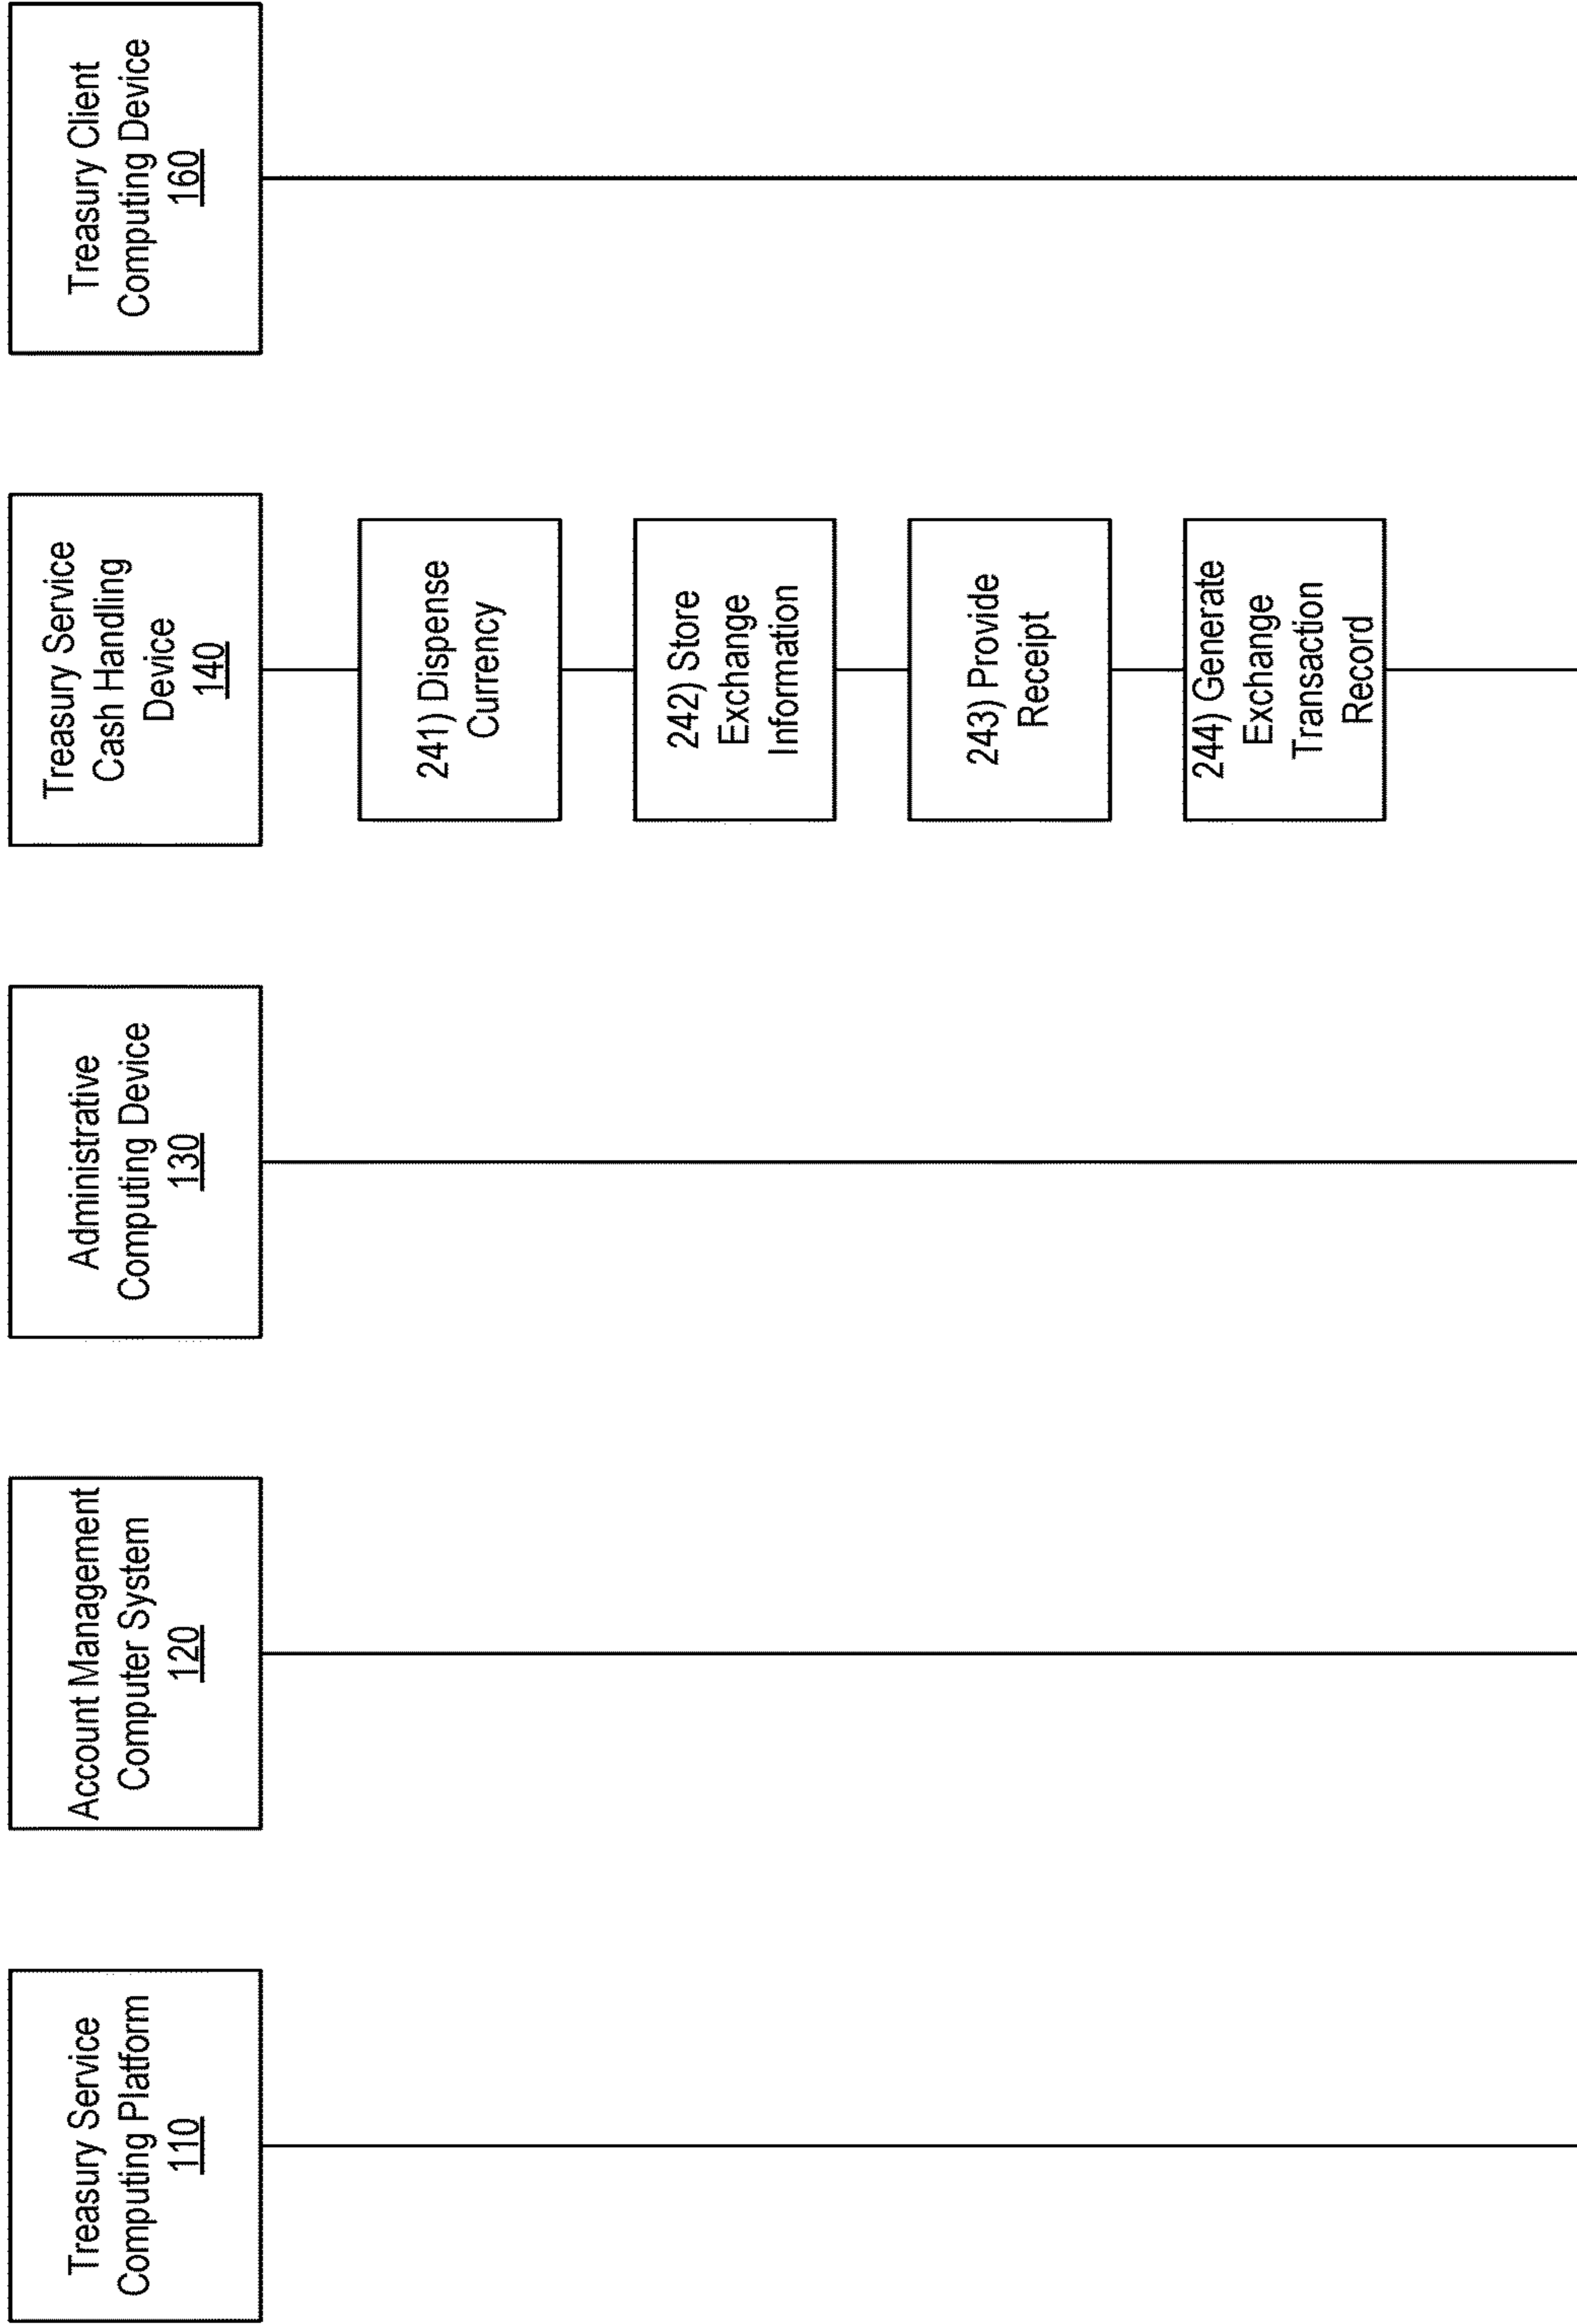 Treasury Service
Computing Platform
110
Account Management
Computer System
120
Administrative
Computing Device
130
Treasury Service
Cash Handling
Device
140
Treasury Client
Computing Device
160
241) Dispense
Currency
242) Store
Exchange
Information
243) Provide
Receipt
244) Generate
Exchange
Transaction
Record